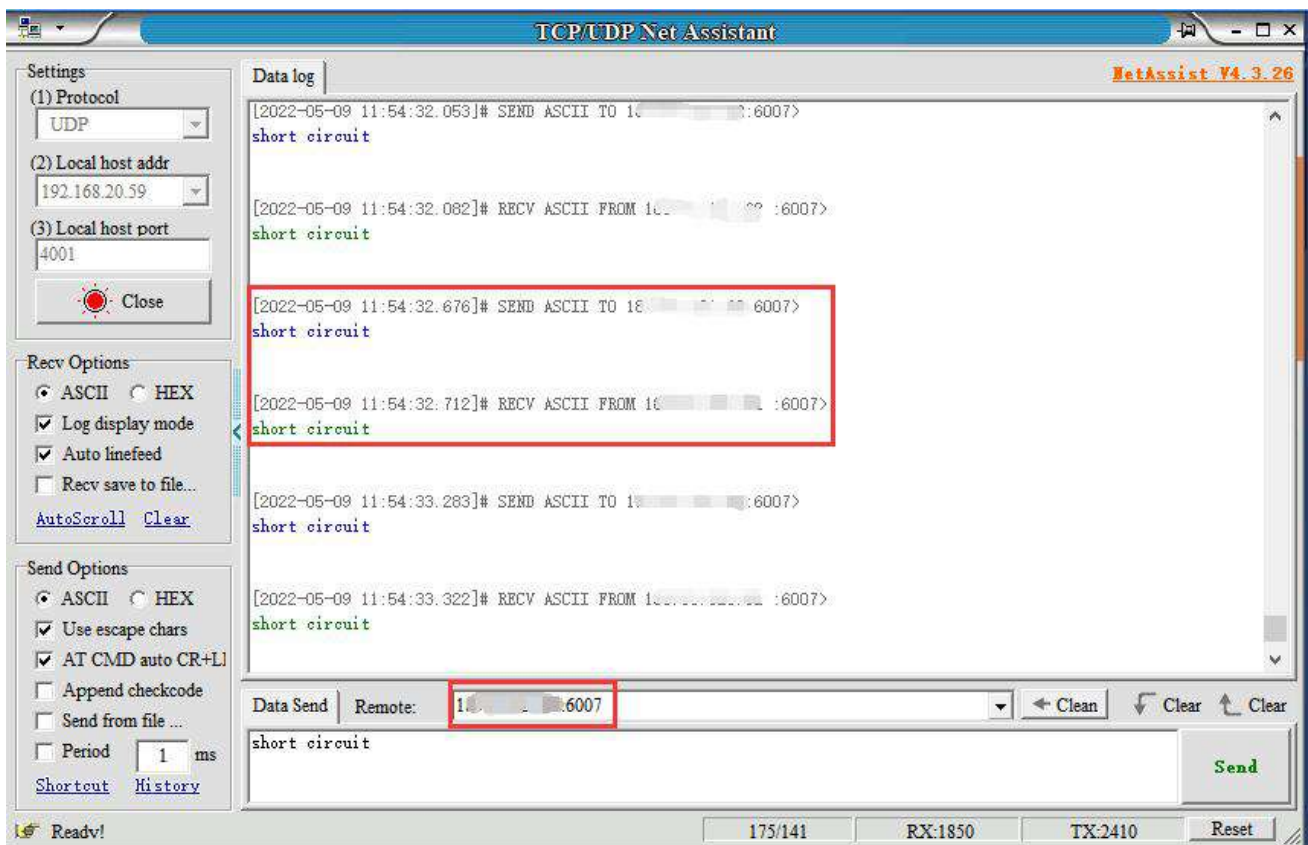 TCP/UDP Net Assistant
Settings
(1) Protocol
UDP
(2) Local host addr
192.168.20.59
(3) Local host port
4001
Close
Recv Options
ASCII HEX
Log display mode
Auto linefeed
Recv save to file...
AutoScroll Clear
Send Options
ASCII HEX
Use escape chars
AT CMD auto CR+LI
Append checkcode
Send from file ...
Period 1 ms
Shortcut History
Data log NetAssist V4.3.26
[2022-05-09 11:54:32.053]# SEND ASCII TO :6007>
short circuit
[2022-05-09 11:54:32.082]# RECV ASCII FROM :6007>
short circuit
[2022-05-09 11:54:32.676]# SEND ASCII TO 6007>
short circuit
[2022-05-09 11:54:32.712]# RECV ASCII FROM :6007>
short circuit
[2022-05-09 11:54:33.283]# SEND ASCII TO :6007>
short circuit
[2022-05-09 11:54:33.322]# RECV ASCII FROM :6007>
short circuit
Data Send Remote: :6007 Clean Clear Clear
short circuit
Send
Ready! 175/141 RX:1850 TX:2410 Reset